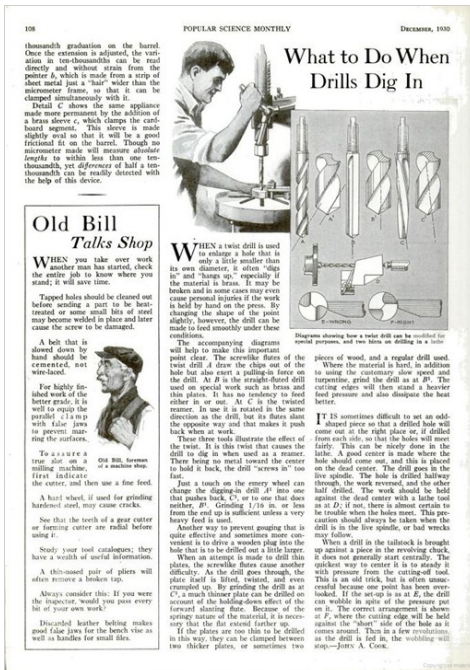 108
POPULAR SCIENCE MONTHLY
DECEMBER, 1930
thousandth graduation on the barrel.
Once the extension is adjusted, the vari-
ation in ten-thousandths can be read
directly and without strain from the
pointer b, which is made from a strip of
sheet metal just a "hair" wider than the
micrometer frame, so that it can be
clamped simultaneously with it.
Detail C shows the same appliance
made more permanent by the addition of
a brass sleeve c, which clamps the card-
board segment. This sleeve is made
slightly oval so that it will be a good
frictional fit on the barrel. Though no
micrometer made will measure absolute
lengths to within less than one ten-
thousandth, yet differences of half a ten-
thousandth can be readily detected with
the help of this device.
Old Bill
Talks Shop
WHEN you take over work
another man has started, check
the entire job to know where you
stand; it will save time.
Tapped holes should be cleaned out
before sending a part to be heat-
treated or some small bits of steel
may become welded in place and later
cause the screw to be damaged.
A belt that is
slowed down by
hand should be
cemented, not
wire-laced.
For highly fin-
ished work of the
better grade, it is
well to equip the
parallel clamp
with false jaws
to prevent mar-
ring the surfaces.
To assure a
true slot on a
milling machine,
first indicate
the cutter, and then use a fine feed.
Old Bill, foreman
of a machine shop.
A hard wheel, if used for grinding
hardened steel, may cause cracks.
See that the teeth of a gear cutter
or forming cutter are radial before
using it.
Study your tool catalogues; they
have a wealth of useful information.
A thin-nosed pair of pliers will
often remove a broken tap.
Always consider this: If you were
the inspector, would you pass every
bit of your own work?
Discarded leather belting makes
good false jaws for the bench vise as
well as handles for small files.
What to Do When
Drills Dig In
WHEN a twist drill is used
to enlarge a hole that is
only a little smaller than
its own diameter, it often "digs
in" and "hangs up," especially if
the material is brass. It may be
broken and in some cases may even
cause personal injuries if the work
is held by hand on the press. By
changing the shape of the point
slightly, however, the drill can be
made to feed smoothly under these
conditions.
The accompanying diagrams
will help to make this important
point clear. The screwlike flutes of the
twist drill A draw the chips out of the
hole but also exert a pulling-in force on
the drill. At B is the straight-fluted drill
used on special work such as brass and
thin plates. It has no tendency to feed
either in or out. At C is the twisted
reamer. In use it is rotated in the same
direction as the drill, but its flutes slant
the opposite way and that makes it push
back when at work.
These three tools illustrate the effect of
the twist. It is this twist that causes the
drill to dig in when used as a reamer.
There being no metal toward the center
to hold it back, the drill "screws in" too
fast.
Just a touch on the emery wheel can
change the digging-in drill A² into one
that pushes back, C², or to one that does
neither, B². Grinding 1/16 in. or less
from the end up is sufficient unless a very
heavy feed is used.
Another way to prevent gouging that is
quite effective and sometimes more con-
venient is to drive a wooden plug into the
hole that is to be drilled out a little larger.
When an attempt is made to drill thin
plates, the screwlike flutes cause another
difficulty. As the drill goes through, the
plate itself is lifted, twisted, and even
crumpled up. By grinding the drill as at
C², a much thinner plate can be drilled on
account of the holding-down effect of the
forward slanting flute. Because of the
springy nature of the material, it is neces-
sary that the flat extend farther up.
If the plates are too thin to be drilled
in this way, they can be clamped between
two thicker plates, or sometimes two
E-WRONG
F-RIGHT
Diagrams showing how a twist drill can be modified for
special purposes, and two hints on drilling in a lathe
pieces of wood, and a regular drill used.
Where the material is hard, in addition
to using the customary slow speed and
turpentine, grind the drill as at B². The
cutting edges will then stand a heavier
feed pressure and also dissipate the heat
better.
IT IS sometimes difficult to set an odd-
shaped piece so that a drilled hole will
come out at the right place or, if drilled
from each side, so that the holes will meet
fairly. This can be nicely done in the
lathe. A good center is made where the
hole should come out, and this is placed
on the dead center. The drill goes in the
live spindle. The hole is drilled halfway
through, the work reversed, and the other
half drilled. The work should be held
against the dead center with a lathe tool
as at D; if not, there is almost certain to
be trouble when the holes meet. This pre-
caution should always be taken when the
drill is in the live spindle, or bad wrecks
may follow.
When a drill in the tailstock is brought
up against a piece in the revolving chuck,
it does not generally start centrally. The
quickest way to center it is to steady it
with pressure from the cutting-off tool.
This is an old trick, but is often unsuc-
cessful because one point has been over-
looked. If the set-up is as at E, the drill
can wobble in spite of the pressure put
on it. The correct arrangement is shown
at F, where the cutting edge will be held
against the "short" side of the hole as it
comes around. Then in a few revolutions,
as the drill is fed in, the wobbling will
stop.—JOHN A. COOK.